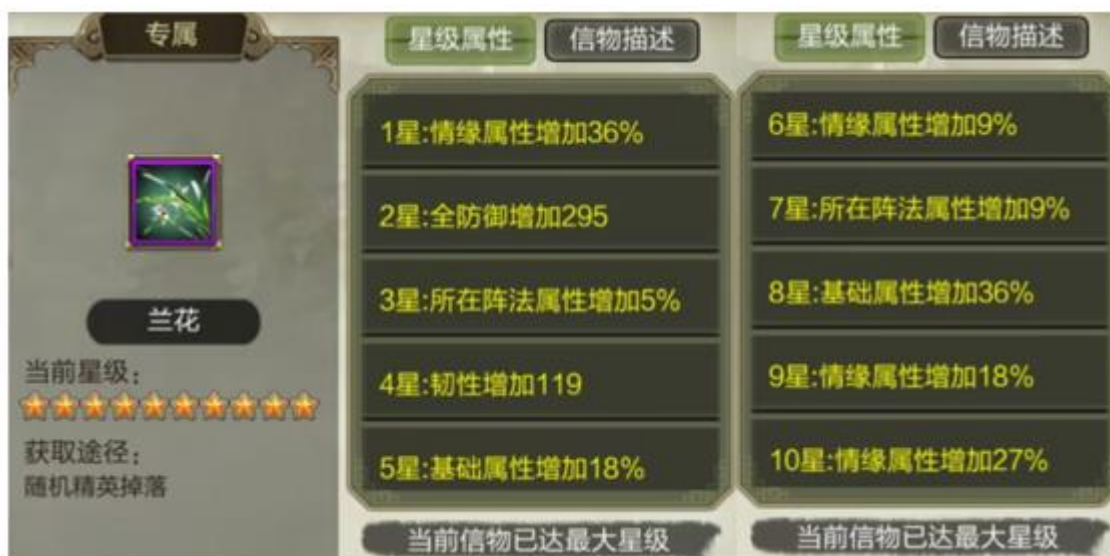 专属
兰花
当前星级：
获取途径：
随机精英掉落
星级属性
信物描述
1星:情缘属性增加36%
2星:全防御增加295
3星:所在阵法属性增加5%
4星:韧性增加119
5星:基础属性增加18%
当前信物已达最大星级
星级属性
信物描述
6星:情缘属性增加9%
7星:所在阵法属性增加9%
8星:基础属性增加36%
9星:情缘属性增加18%
10星:情缘属性增加27%
当前信物已达最大星级